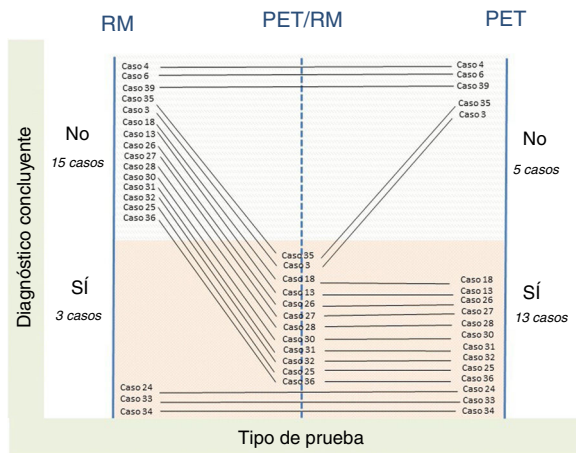 RM
PET/RM
PET
Diagnóstico concluyente
No
15 casos
SÍ
3 casos
Caso 4
Caso 6
Caso 39
Caso 35
Caso 3
Caso 18
Caso 13
Caso 26
Caso 27
Caso 28
Caso 30
Caso 31
Caso 32
Caso 25
Caso 36
Caso 24
Caso 33
Caso 34
Caso 35
Caso 3
Caso 18
Caso 13
Caso 26
Caso 27
Caso 28
Caso 30
Caso 31
Caso 32
Caso 25
Caso 36
Caso 4
Caso 6
Caso 39
Caso 35
Caso 3
Caso 18
Caso 13
Caso 26
Caso 27
Caso 28
Caso 30
Caso 31
Caso 32
Caso 25
Caso 36
Caso 24
Caso 33
Caso 34
No
5 casos
SÍ
13 casos
Tipo de prueba